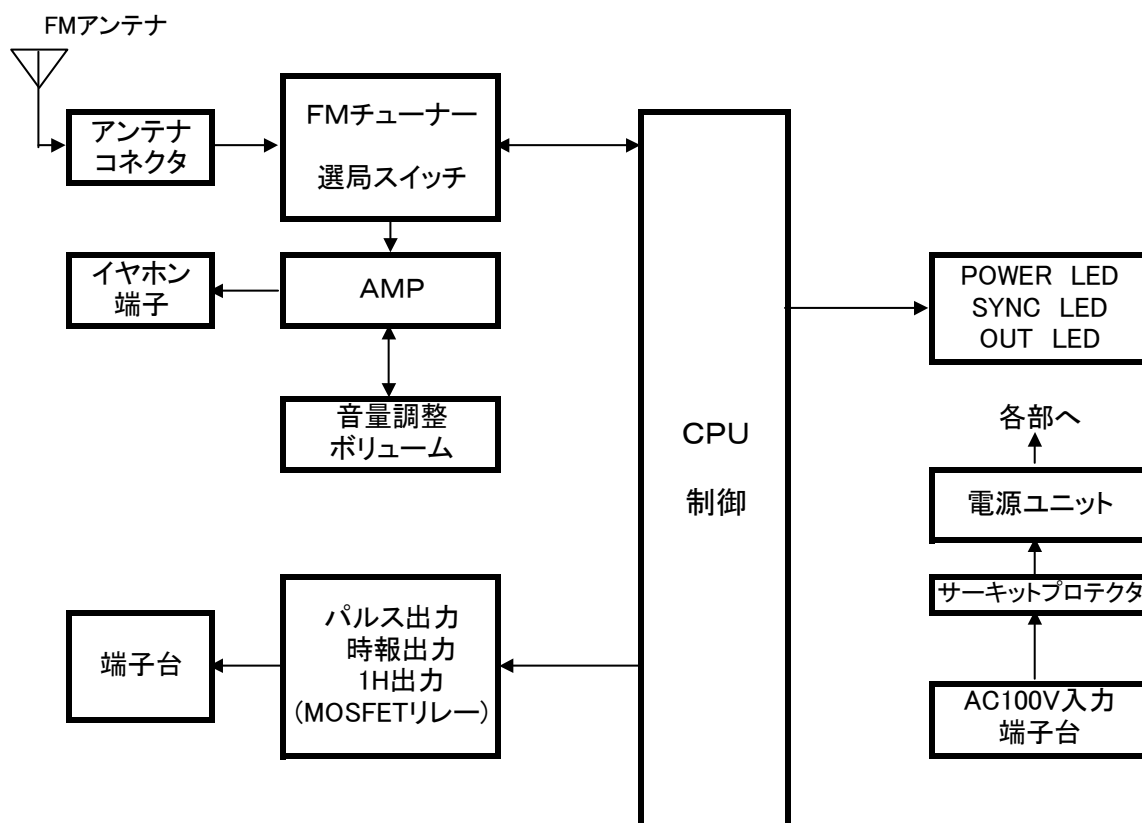 FMアンテナ
アンテナ
コネクタ
FMチューナー
選局スイッチ
イヤホン
端子
AMP
音量調整
ボリューム
端子台
パルス出力
時報出力
1H出力
(MOSFETリレー)
CPU
制御
POWER LED
SYNC LED
OUT LED
各部へ
電源ユニット
サーキットプロテクタ
AC100V入力
端子台